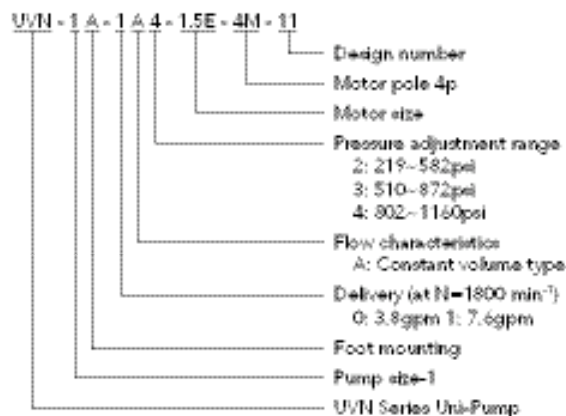 UVN - 1 A - 1 A 4 - 1.5E - 4M - 11
Design number
Motor pole 4p
Motor size
Pressure adjustment range
2: 219~582psi
3: 510~872psi
4: 802~1160psi
Flow characteristics
A: Constant volume type
Delivery (at N=1800 min⁻¹)
0: 3.8gpm 1: 7.6gpm
Foot mounting
Pump size-1
UVN Series Uni-Pump